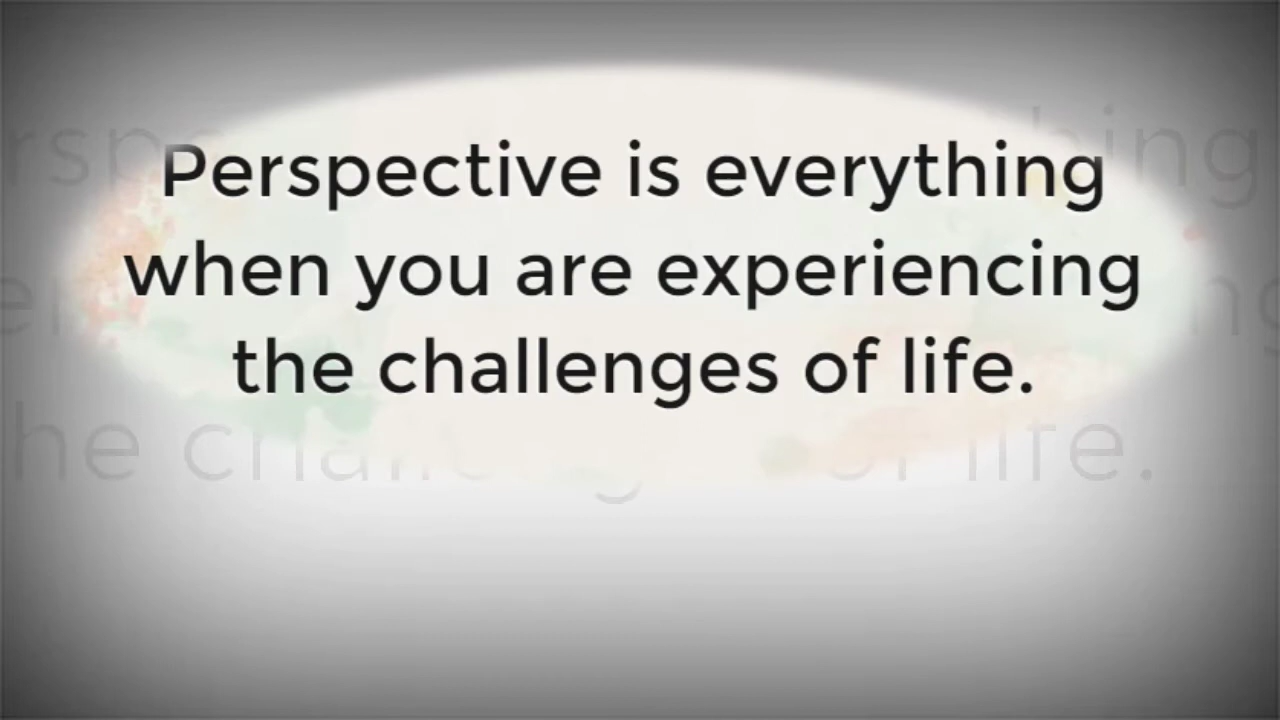 Perspective is everything
when you are experiencing
the challenges of life.